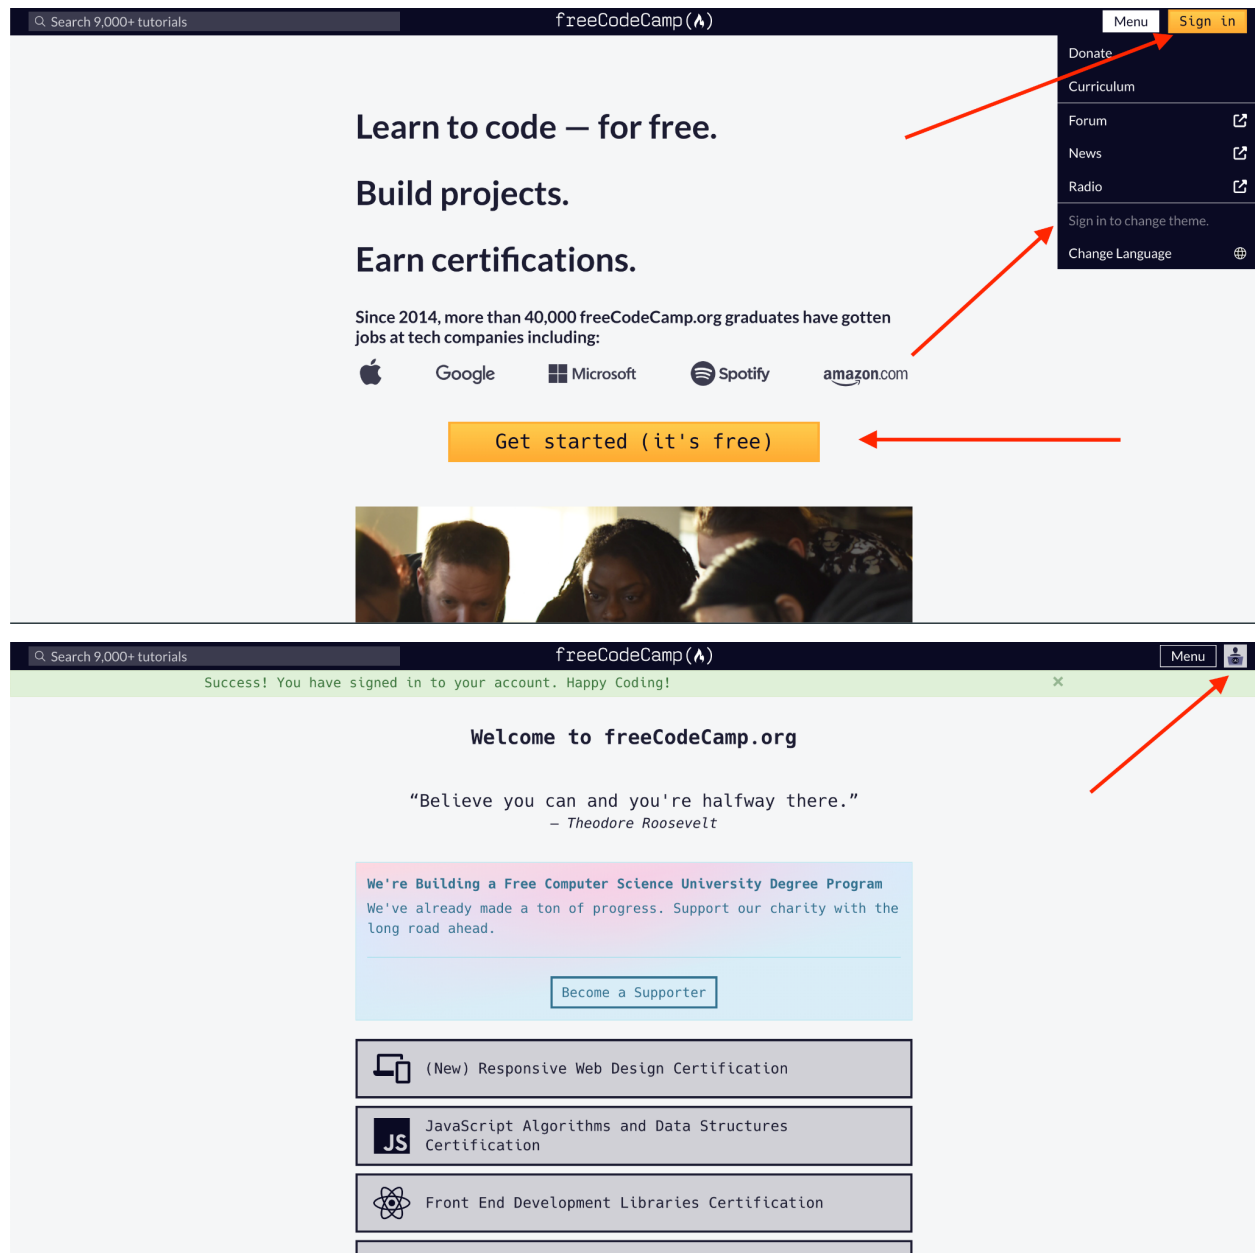 Search 9,000+ tutorials
freeCodeCamp
Menu
Sign in
Donate
Curriculum
Forum
News
Radio
Sign in to change theme.
Change Language
Learn to code — for free.
Build projects.
Earn certifications.
Since 2014, more than 40,000 freeCodeCamp.org graduates have gotten
jobs at tech companies including:
Google
Microsoft
Spotify
amazon.com
Get started (it's free)
Search 9,000+ tutorials
freeCodeCamp
Menu
Success! You have signed in to your account. Happy Coding!
Welcome to freeCodeCamp.org
“Believe you can and you're halfway there.”
— Theodore Roosevelt
We're Building a Free Computer Science University Degree Program
We've already made a ton of progress. Support our charity with the
long road ahead.
Become a Supporter
(New) Responsive Web Design Certification
JS
JavaScript Algorithms and Data Structures
Certification
Front End Development Libraries Certification